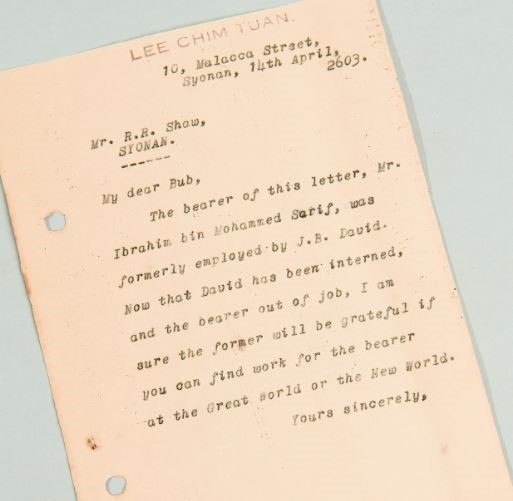 LEE CHIM TUAN.
10, Malacca Street,
Syonan, 14th April,
2603.
Mr. R.R. Shaw,
SYONAN.
------
My dear Bub,
The bearer of this letter, Mr.
Ibrahim bin Mohammed Sarif, was
formerly employed by J.B. David.
Now that David has been interned,
and the bearer out of job, I am
sure the former will be grateful if
you can find work for the bearer
at the Great World or the New World.
Yours sincerely,